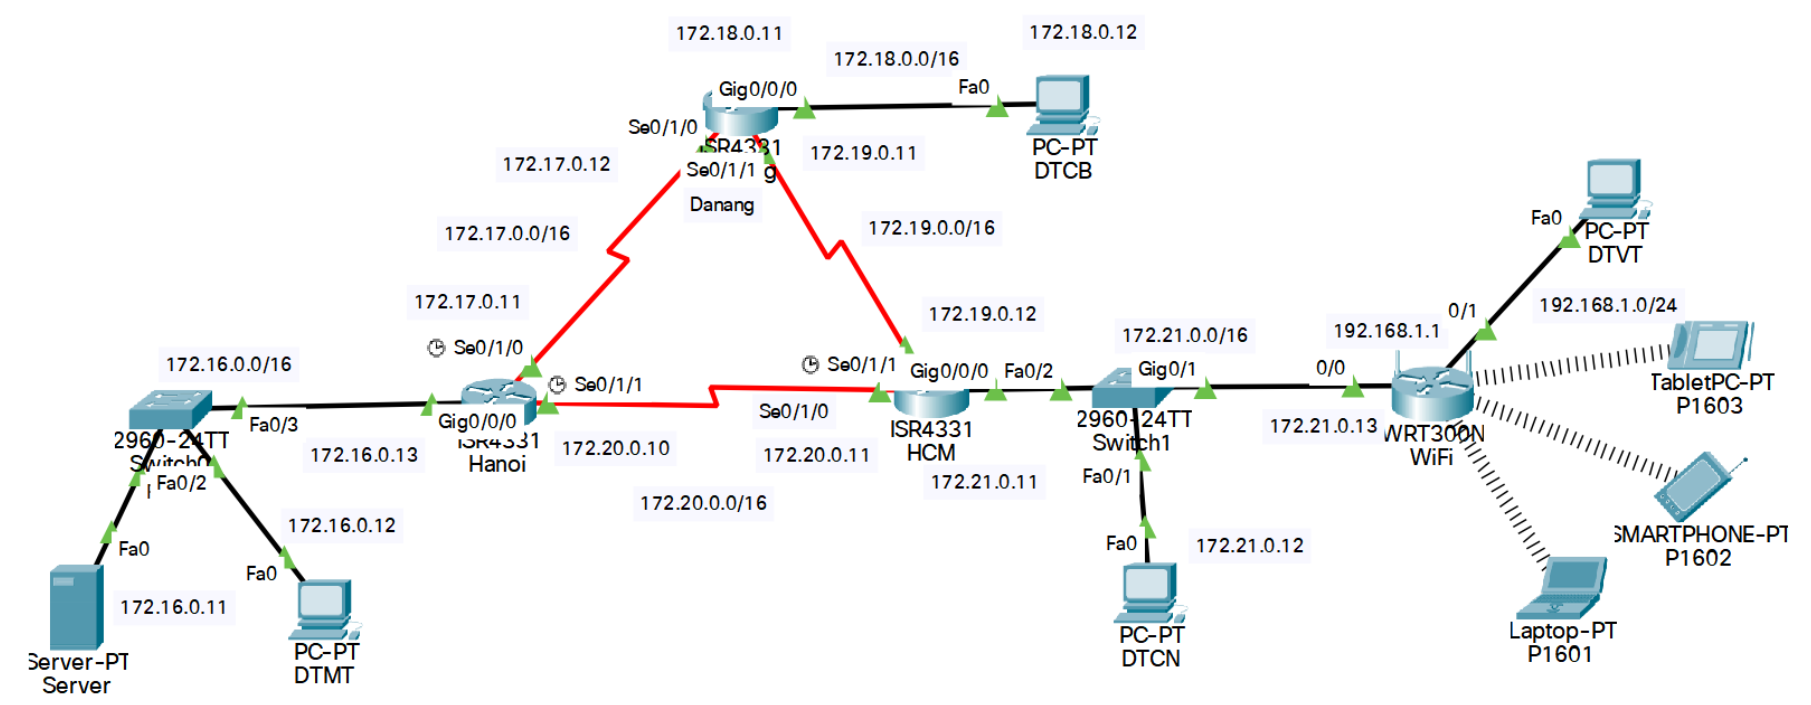 172.18.0.11
172.18.0.12
172.18.0.0/16
Gig0/0/0
Fa0
Se0/1/0
ISR4331
172.19.0.11
PC-PT
DTCB
172.17.0.12
Se0/1/1 g
Danang
172.17.0.0/16
172.19.0.0/16
Fa0
PC-PT
DTVT
172.17.0.11
172.19.0.12
0/1
192.168.1.0/24
172.21.0.0/16
192.168.1.1
Se0/1/0
172.16.0.0/16
Se0/1/1
Se0/1/1
Gig0/0/0
Fa0/2
Gig0/1
0/0
TabletPC-PT
P1603
Fa0/3
Gig0/0/0
Se0/1/0
2960-24TT
Switch0
172.16.0.13
ISR4331
Hanoi
172.20.0.10
172.20.0.11
ISR4331
HCM
2960-24TT
Switch1
172.21.0.13
WRT300N
WiFi
Fa0/2
172.21.0.11
Fa0/1
172.20.0.0/16
172.16.0.12
Fa0
Fa0
172.21.0.12
SMARTPHONE-PT
P1602
Fa0
172.16.0.11
Server-PT
Server
PC-PT
DTMT
PC-PT
DTCN
Laptop-PT
P1601